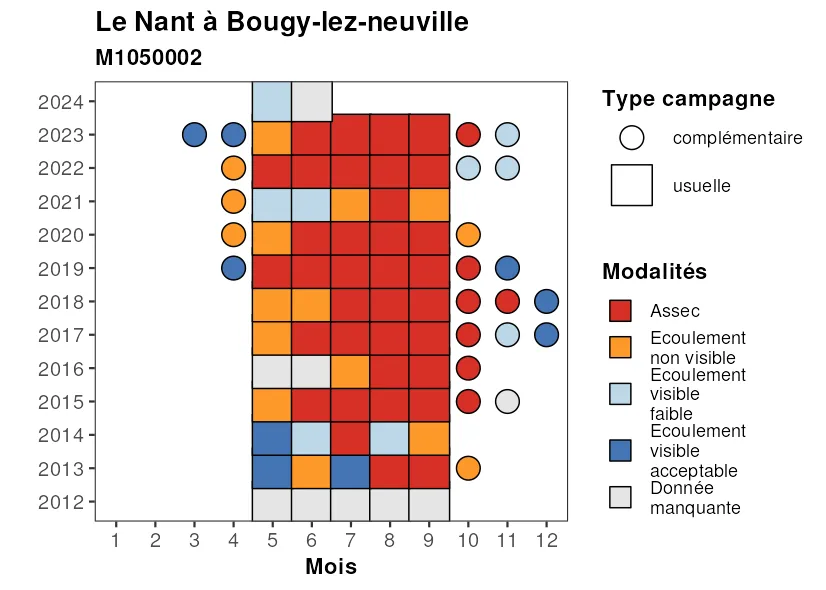 Le Nant à Bougy-lez-neuville
M1050002
2024
2023
2022
2021
2020
2019
2018
2017
2016
2015
2014
2013
2012
1 2 3 4 5 6 7 8 9 10 11 12
Mois
Type campagne
complémentaire
usuelle
Modalités
Assec
Ecoulement
non visible
Ecoulement
visible
faible
Ecoulement
visible
acceptable
Donnée
manquante